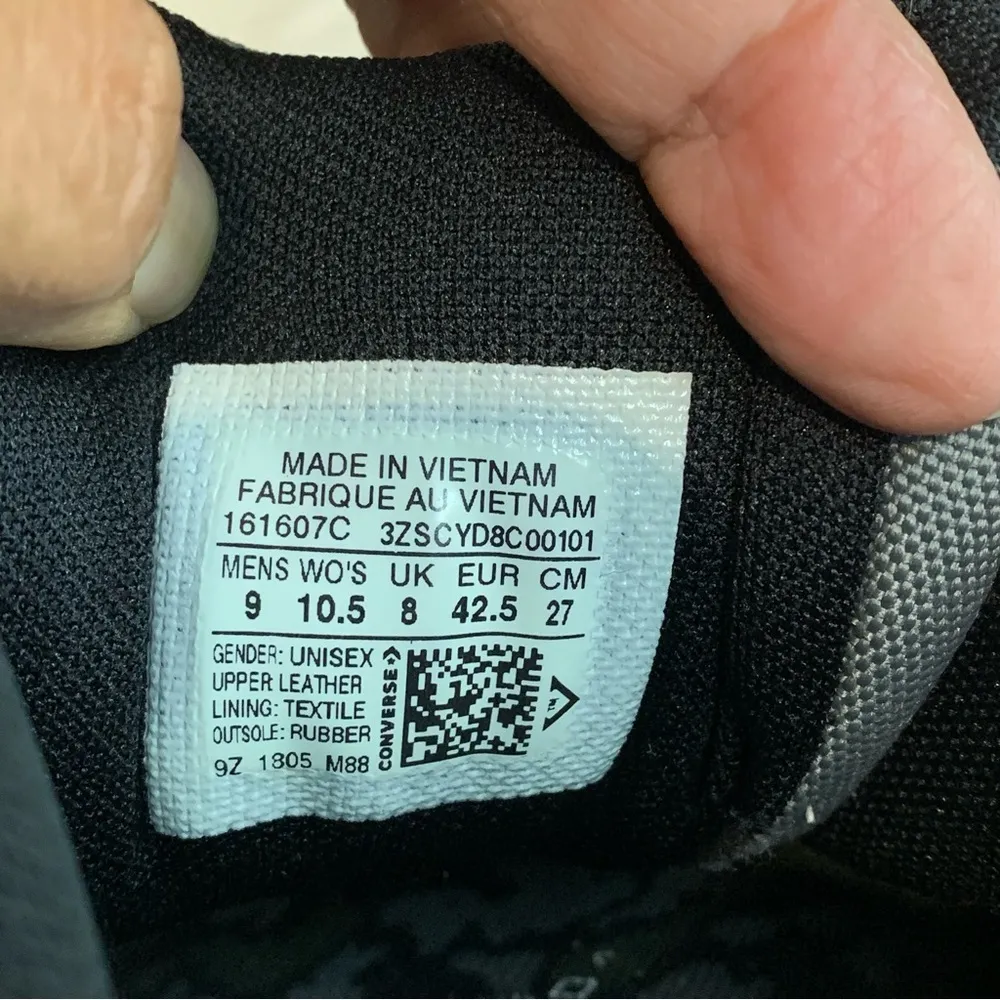 MADE IN VIETNAM
FABRIQUE AU VIETNAM
161607C 3ZSCYD8C00101
MENS WO'S UK EUR CM
9 10.5 8 42.5 27
GENDER: UNISEX
UPPER: LEATHER
LINING: TEXTILE
OUTSOLE: RUBBER
9Z 1805 M88
CONVERSE
TM